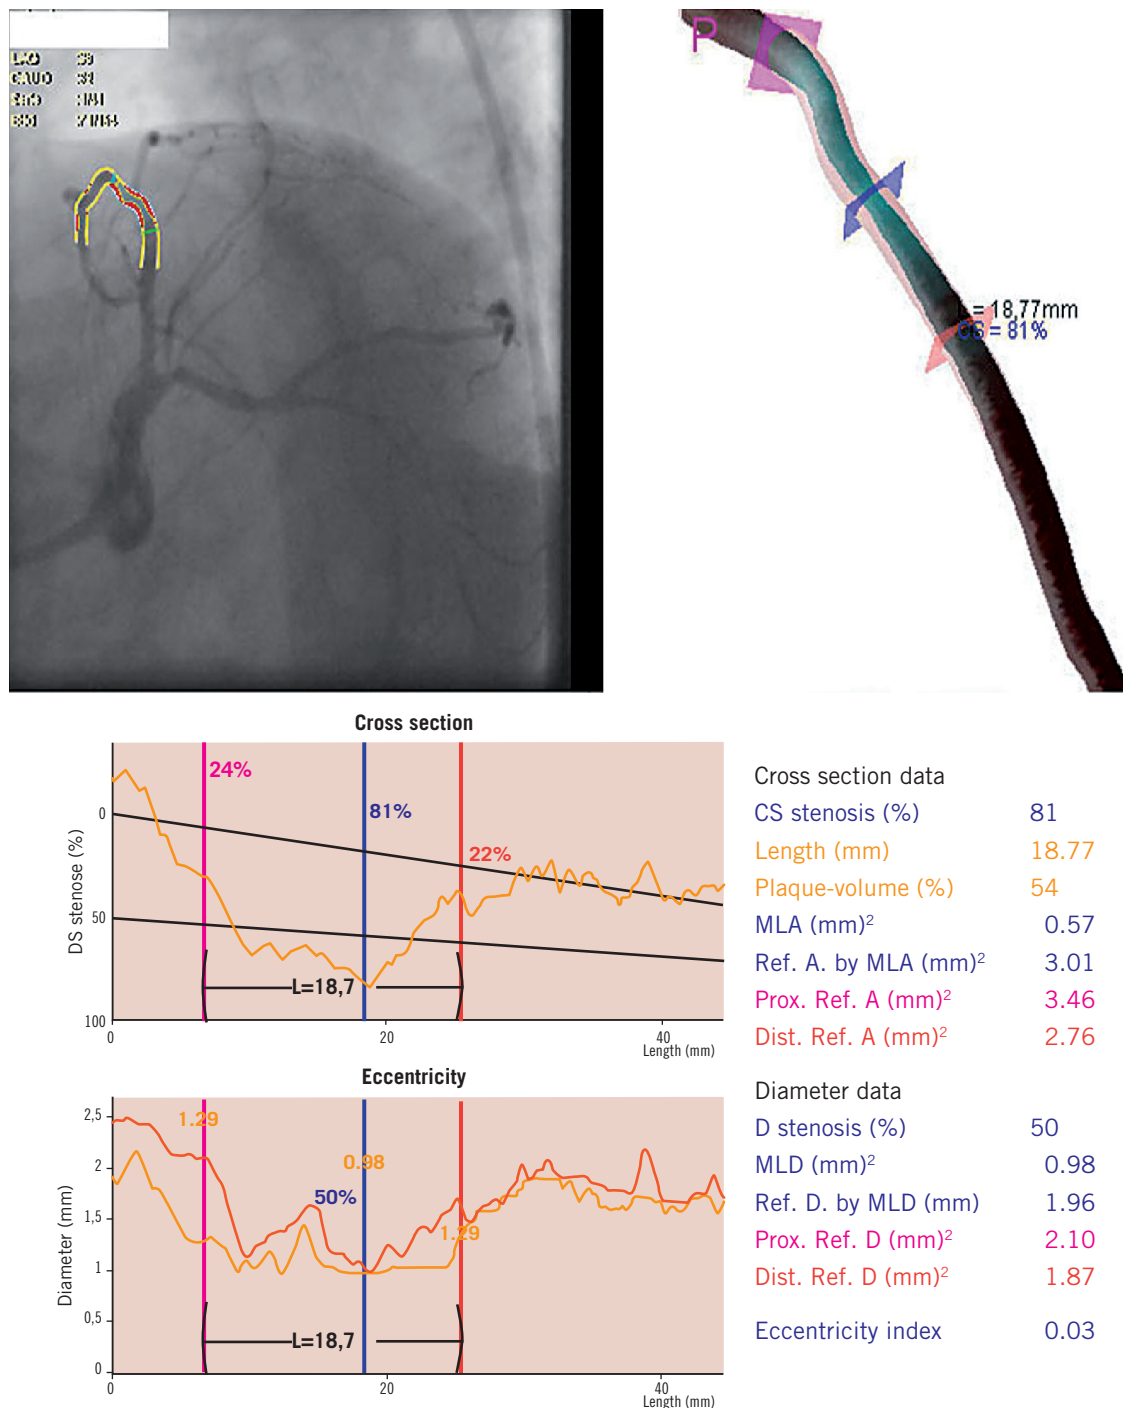 P
= 18,77mm
CS = 81%
Cross section
24%
81%
22%
0
50
100
DS stenose (%)
L=18,7
0
20
40
Length (mm)
Eccentricity
2,5
2
1,5
1
0,5
0
Diameter (mm)
1.29
0.98
50%
1.29
L=18,7
0
20
40
Length (mm)
Cross section data
CS stenosis (%) 81
Length (mm) 18.77
Plaque-volume (%) 54
MLA (mm)² 0.57
Ref. A. by MLA (mm)² 3.01
Prox. Ref. A (mm)² 3.46
Dist. Ref. A (mm)² 2.76
Diameter data
D stenosis (%) 50
MLD (mm)² 0.98
Ref. D. by MLD (mm) 1.96
Prox. Ref. D (mm)² 2.10
Dist. Ref. D (mm)² 1.87
Eccentricity index 0.03